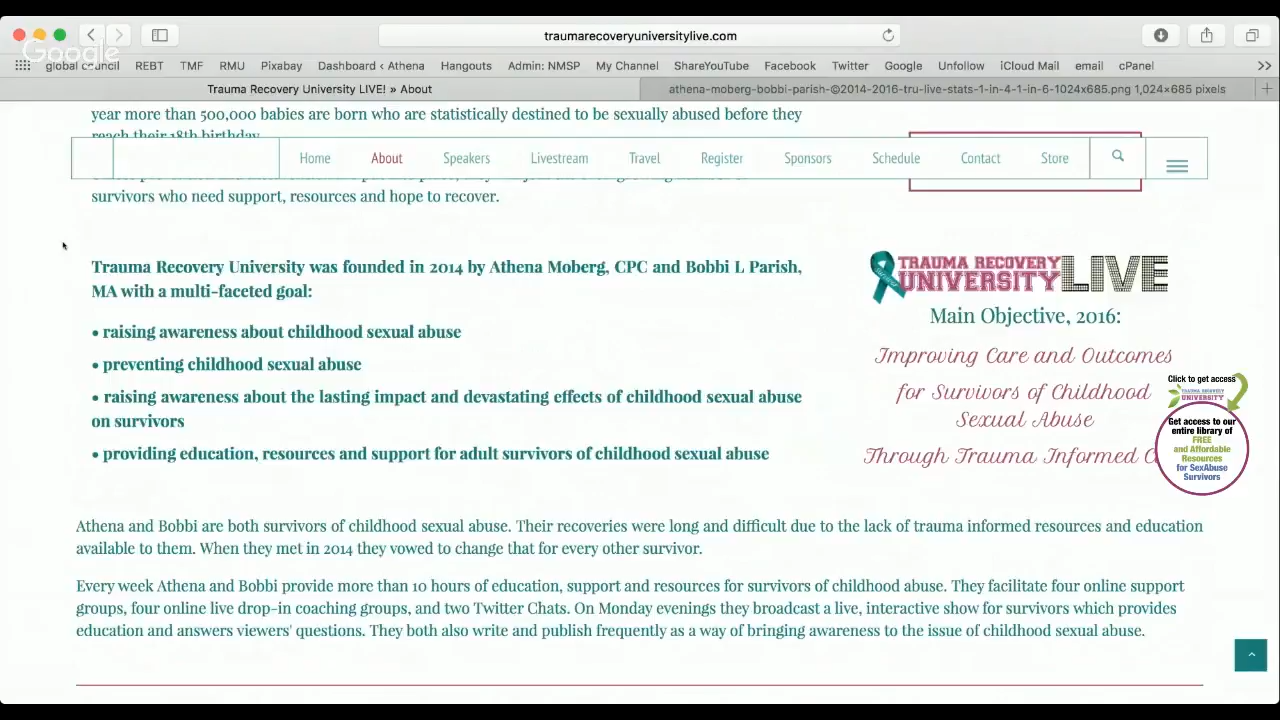 traumarecoveryuniversitylive.com
Google
global council REBT TMF RMU Pixabay Dashboard < Athena Hangouts Admin: NMSP My Channel ShareYouTube Facebook Twitter Google Unfollow iCloud Mail email cPanel
Trauma Recovery University LIVE! » About
athena-moberg-bobbi-parish-©2014-2016-tru-live-stats-1-in-4-1-in-6-1024x685.png 1,024×685 pixels
year more than 500,000 babies are born who are statistically destined to be sexually abused before they
reach their 18th birthday
Home About Speakers Livestream Travel Register Sponsors Schedule Contact Store
survivors who need support, resources and hope to recover.
Trauma Recovery University was founded in 2014 by Athena Moberg, CPC and Bobbi L Parish,
MA with a multi-faceted goal:
• raising awareness about childhood sexual abuse
• preventing childhood sexual abuse
• raising awareness about the lasting impact and devastating effects of childhood sexual abuse
on survivors
• providing education, resources and support for adult survivors of childhood sexual abuse
TRAUMA RECOVERY
UNIVERSITY LIVE
Main Objective, 2016:
Improving Care and Outcomes
for Survivors of Childhood
Sexual Abuse
Through Trauma Informed C
Click to get access
TRAUMA RECOVERY
UNIVERSITY
Get access to our
entire library of
FREE
and Affordable
Resources
for SexAbuse
Survivors
Athena and Bobbi are both survivors of childhood sexual abuse. Their recoveries were long and difficult due to the lack of trauma informed resources and education
available to them. When they met in 2014 they vowed to change that for every other survivor.
Every week Athena and Bobbi provide more than 10 hours of education, support and resources for survivors of childhood abuse. They facilitate four online support
groups, four online live drop-in coaching groups, and two Twitter Chats. On Monday evenings they broadcast a live, interactive show for survivors which provides
education and answers viewers' questions. They both also write and publish frequently as a way of bringing awareness to the issue of childhood sexual abuse.